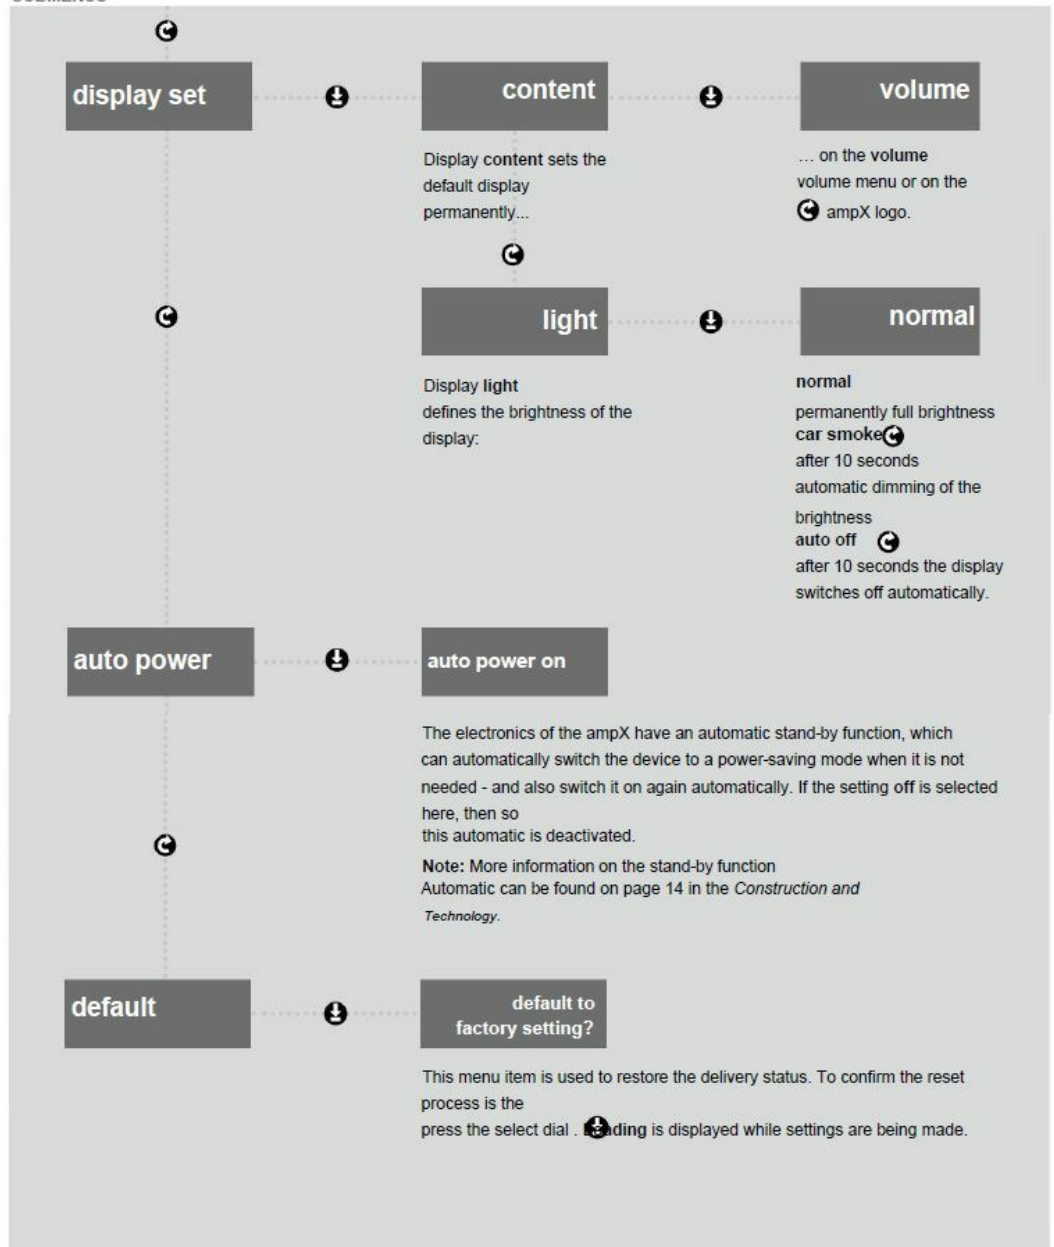 display set
content
volume
Display content sets the
default display
permanently...
… on the volume
volume menu or on the
ampX logo.
light
normal
Display light
defines the brightness of the
display:
normal
permanently full brightness
car smoke
after 10 seconds
automatic dimming of the
brightness
auto off
after 10 seconds the display
switches off automatically.
auto power
auto power on
The electronics of the ampX have an automatic stand-by function, which
can automatically switch the device to a power-saving mode when it is not
needed - and also switch it on again automatically. If the setting off is selected
here, then so
this automatic is deactivated.
Note: More information on the stand-by function
Automatic can be found on page 14 in the Construction and
Technology.
default
default to
factory setting?
This menu item is used to restore the delivery status. To confirm the reset
process is the
press the select dial . is displayed while settings are being made.